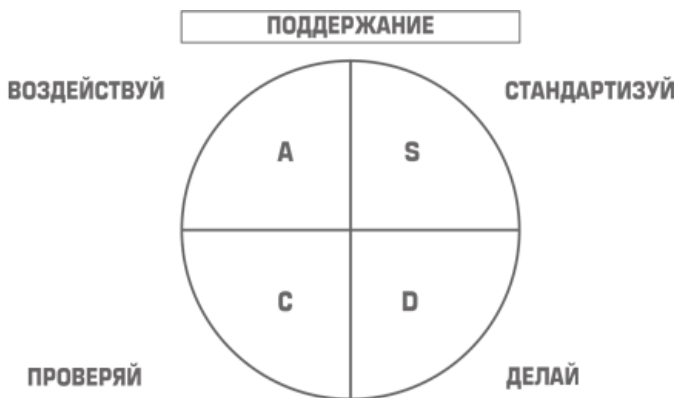 ПОДДЕРЖАНИЕ
ВОЗДЕЙСТВУЙ
СТАНДАРТИЗУЙ
A
S
C
D
ПРОВЕРЯЙ
ДЕЛАЙ